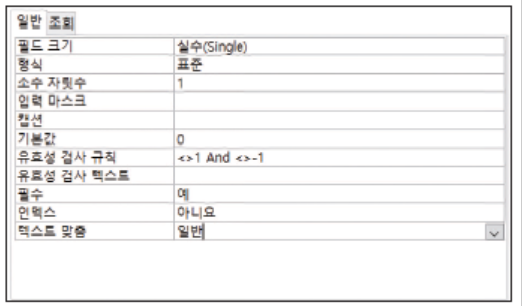 일반 조회
필드 크기 실수(Single)
형식 표준
소수 자릿수 1
입력 마스크
캡션
기본값 0
유효성 검사 규칙 <>1 And <>-1
유효성 검사 텍스트
필수 예
인덱스 아니요
텍스트 맞춤 일반